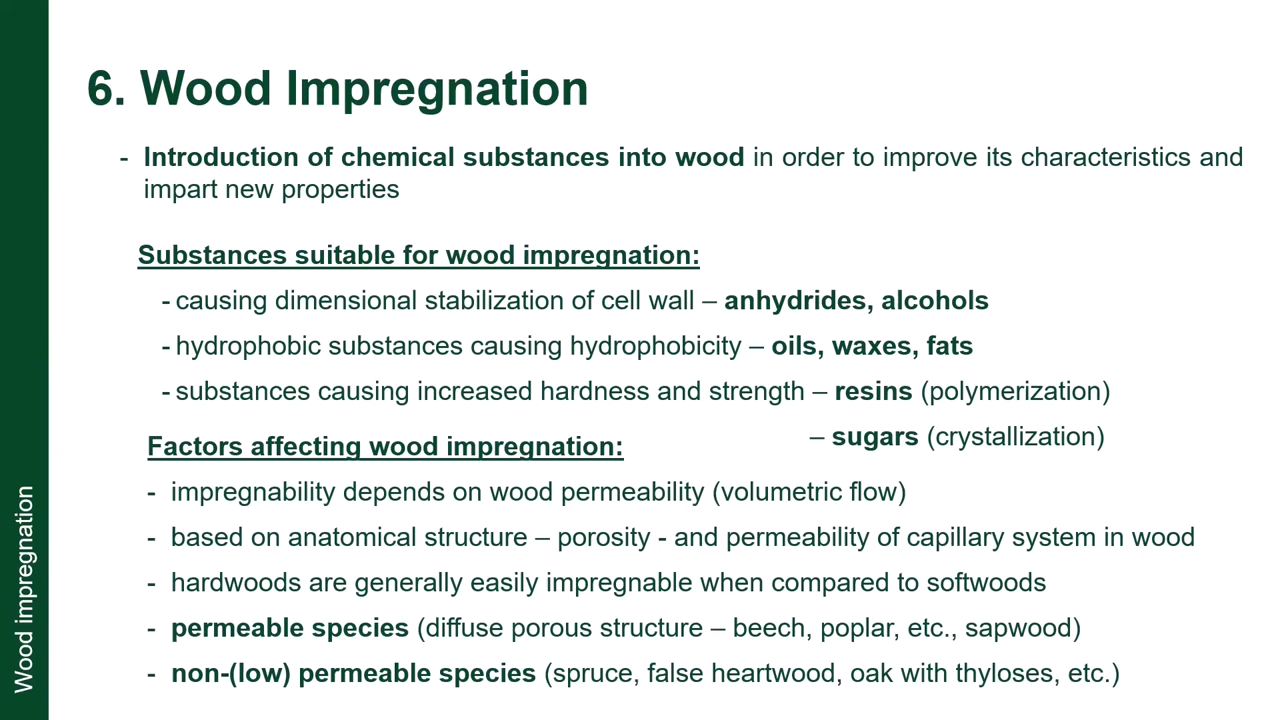 6. Wood Impregnation
- Introduction of chemical substances into wood in order to improve its characteristics and
impart new properties
Substances suitable for wood impregnation:
- causing dimensional stabilization of cell wall – anhydrides, alcohols
- hydrophobic substances causing hydrophobicity – oils, waxes, fats
- substances causing increased hardness and strength – resins (polymerization)
– sugars (crystallization)
Factors affecting wood impregnation:
- impregnability depends on wood permeability (volumetric flow)
- based on anatomical structure – porosity - and permeability of capillary system in wood
- hardwoods are generally easily impregnable when compared to softwoods
- permeable species (diffuse porous structure – beech, poplar, etc., sapwood)
- non-(low) permeable species (spruce, false heartwood, oak with thyloses, etc.)
Wood impregnation